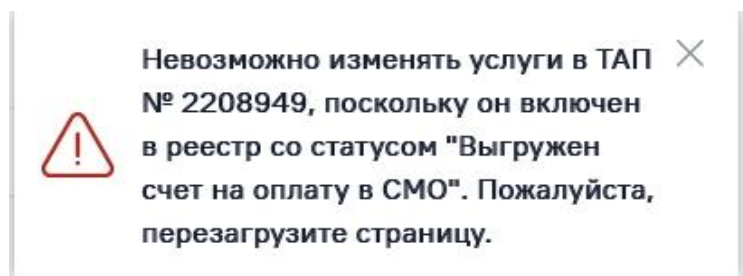 Невозможно изменять услуги в ТАП
№ 2208949, поскольку он включен
в реестр со статусом "Выгружен
счет на оплату в СМО". Пожалуйста,
перезагрузите страницу.